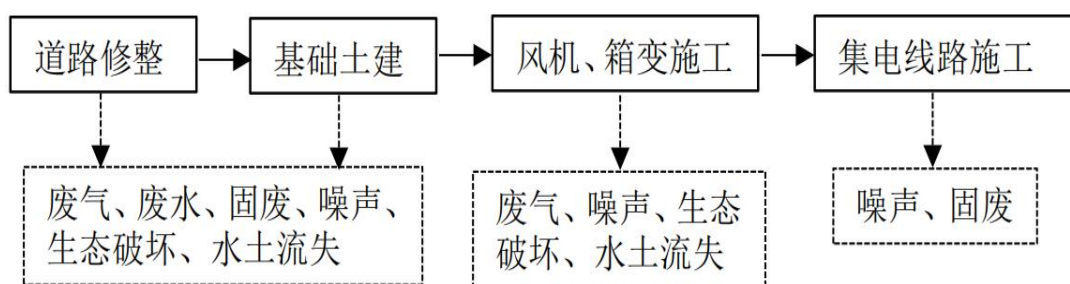 道路修整
基础土建
风机、箱变施工
集电线路施工
废气、废水、固废、噪声、
生态破坏、水土流失
废气、噪声、生态
破坏、水土流失
噪声、固废